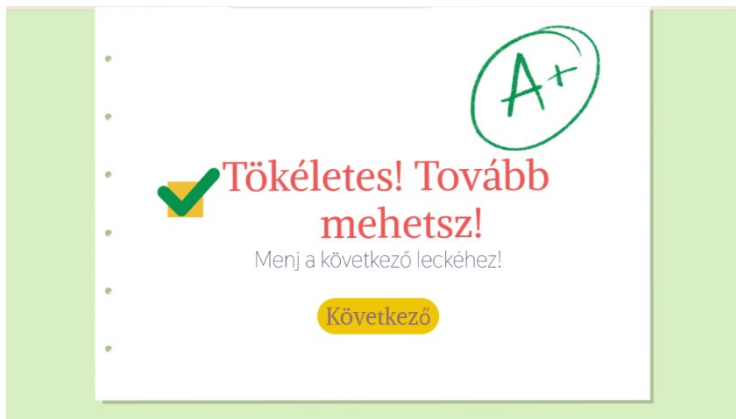 A+
Tökéletes! Tovább
mehetsz!
Menj a következő leckéhez!
Következő